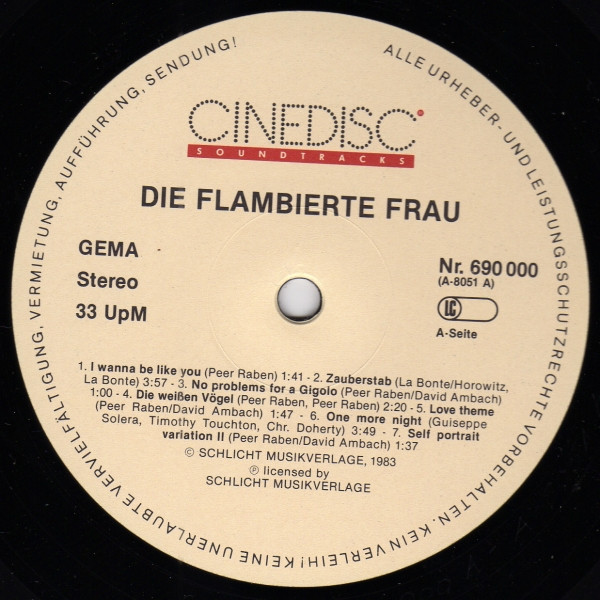 ALLE URHEBER- UND LEISTUNGSSCHUTZRECHTE VORBEHALTEN. KEIN VERLEIH! KEINE UNERLAUBTE VERVIELFÄLTIGUNG, VERMIETUNG, AUFFÜHRUNG, SENDUNG!
CINEDISC
SOUNDTRACKS
DIE FLAMBIERTE FRAU
GEMA
Stereo
33 UpM
Nr. 690 000
(A-8051 A)
LC
A-Seite
1. I wanna be like you (Peer Raben) 1:41 - 2. Zauberstab (La Bonte/Horowitz,
La Bonte) 3:57 - 3. No problems for a Gigolo (Peer Raben/David Ambach)
1:00 - 4. Die weißen Vögel (Peer Raben, Peer Raben) 2:20 - 5. Love theme
(Peer Raben/David Ambach) 1:47 - 6. One more night (Guiseppe
Solera, Timothy Touchton, Chr. Doherty) 3:49 - 7. Self portrait
variation II (Peer Raben/David Ambach) 1:37
© SCHLICHT MUSIKVERLAGE, 1983
℗ licensed by
SCHLICHT MUSIKVERLAGE